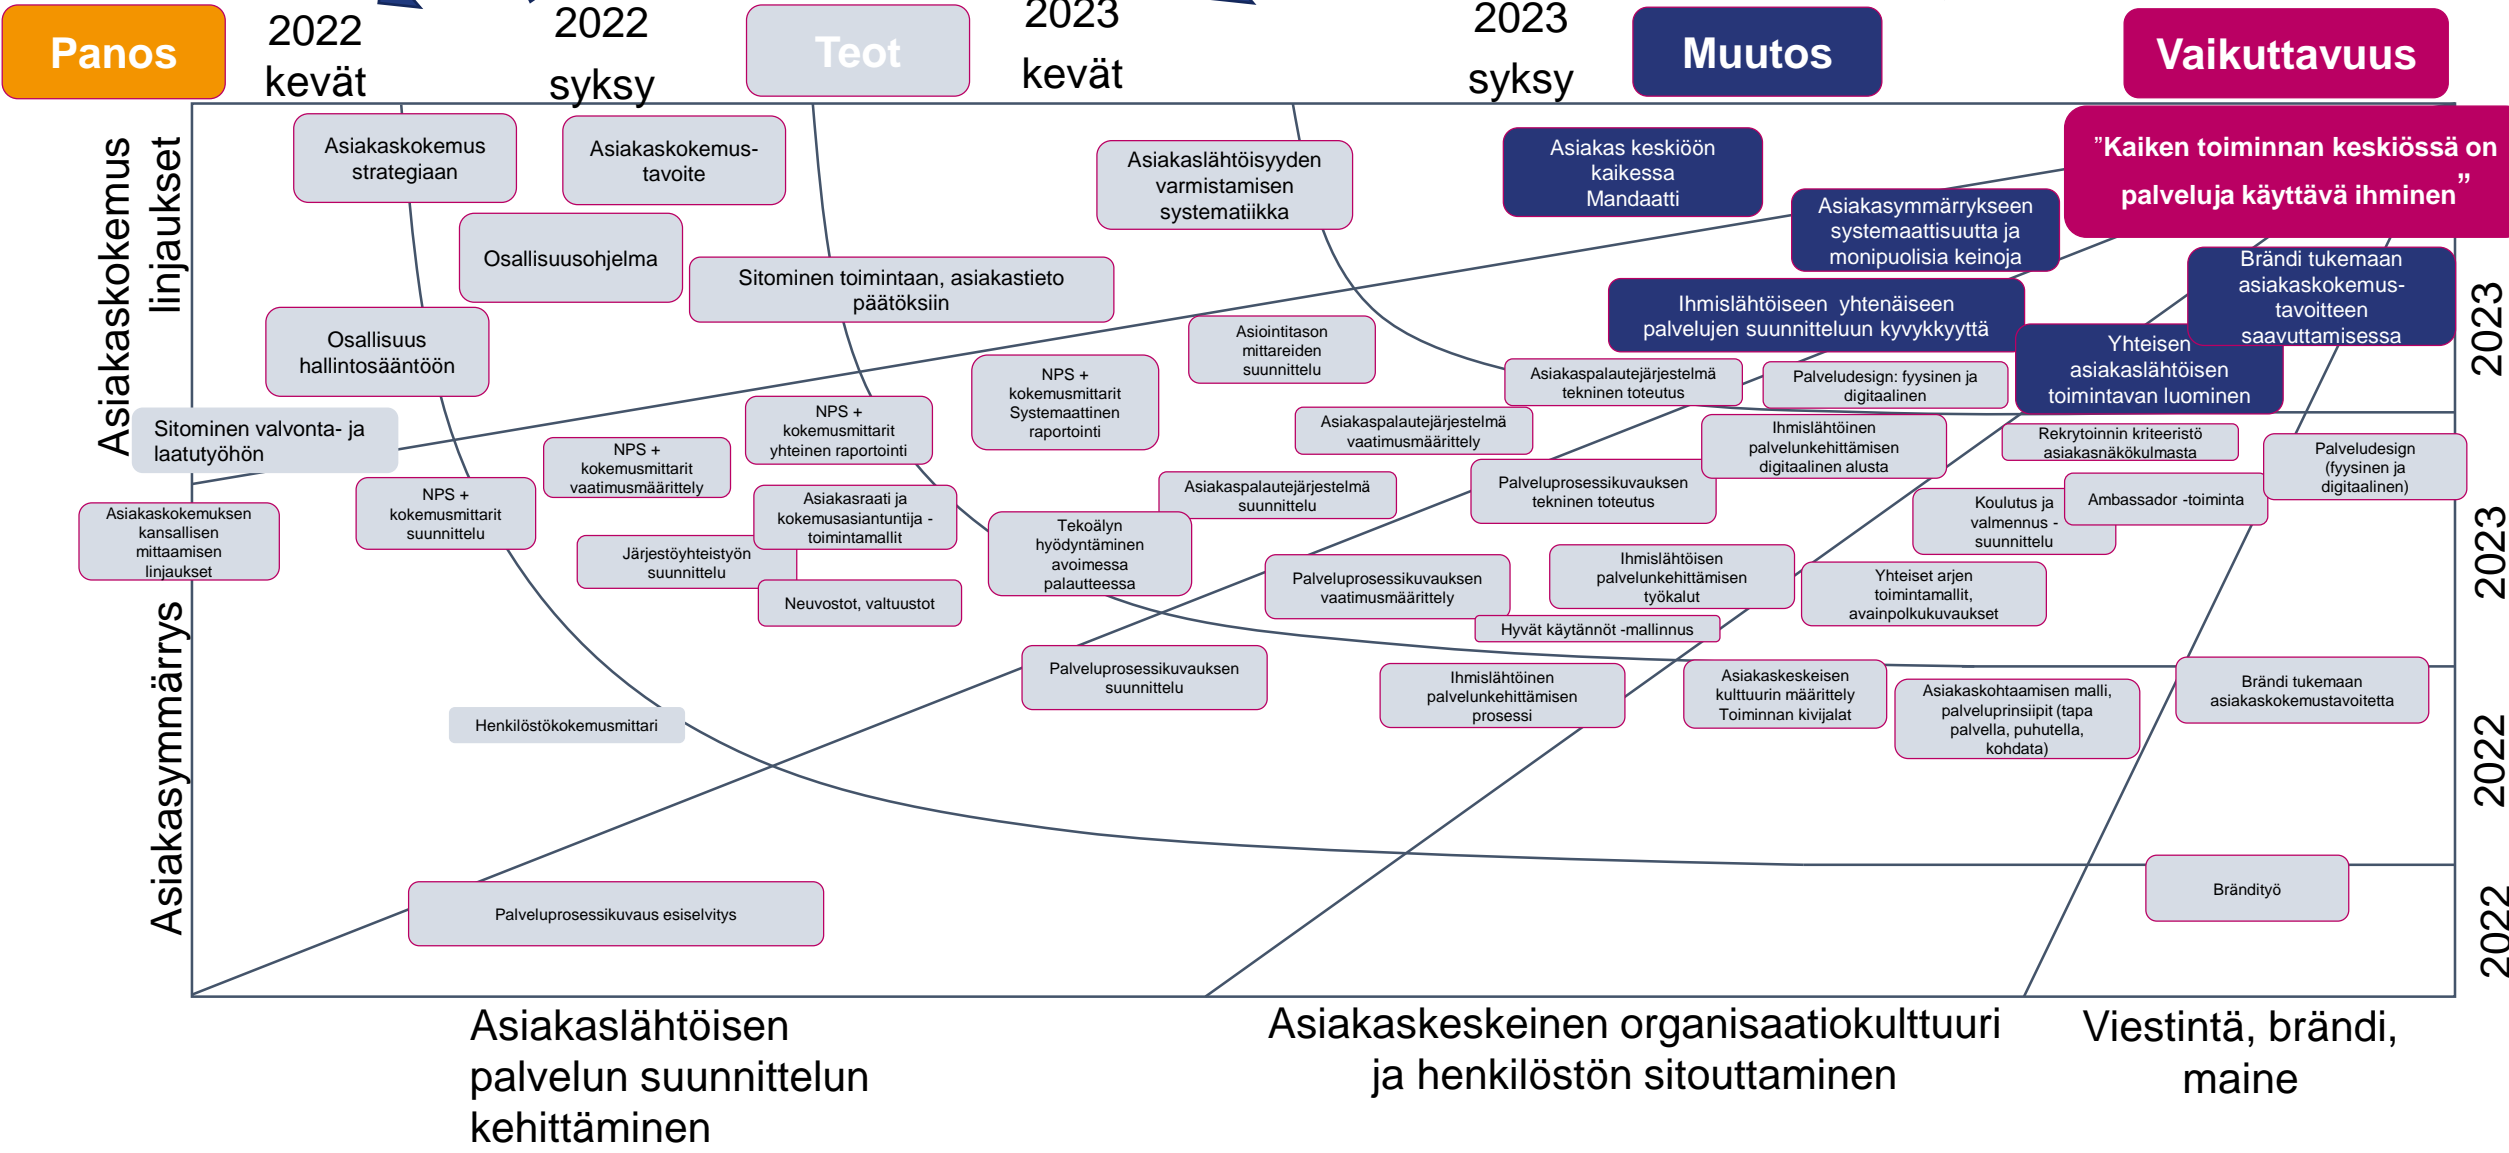 Panos
2022
kevät
2022
syksy
Teot
2023
kevät
2023
syksy
Muutos
Vaikuttavuus
Asiakaskokemus
linjaukset
Asiakasymmärrys
Asiakaskokemus
strategiaan
Asiakaskokemus-
tavoite
Osallisuusohjelma
Osallisuus
hallintosääntöön
Sitominen toimintaan, asiakastieto
päätöksiin
Asiakaslähtöisyyden
varmistamisen
systematiikka
Asiakas keskiöön
kaikessa
Mandaatti
Asiakasymmärrykseen
systemaattisuutta ja
monipuolisia keinoja
"Kaiken toiminnan keskiössä on
palveluja käyttävä ihminen"
Ihmislähtöiseen yhtenäiseen
palvelujen suunnitteluun kyvykkyyttä
Brändi tukemaan
asiakaskokemus-
tavoitteen
saavuttamisessa
Yhteisen
asiakaslähtöisen
toimintavan luominen
Sitominen valvonta- ja
laatutyöhön
Asiakaskokemuksen
kansallisen
mittaamisen
linjaukset
NPS +
kokemusmittarit
suunnittelu
NPS +
kokemusmittarit
vaatimusmäärittely
NPS +
kokemusmittarit
yhteinen raportointi
NPS +
kokemusmittarit
Systemaattinen
raportointi
Asiointitason
mittareiden
suunnittelu
Asiakaspalautejärjestelmä
vaatimusmäärittely
Asiakaspalautejärjestelmä
tekninen toteutus
Palveludesign: fyysinen ja
digitaalinen
Asiakaspalautejärjestelmä
suunnittelu
Järjestöyhteistyön
suunnittelu
Asiakasraati ja
kokemusasiantuntija -
toimintamallit
Neuvostot, valtuustot
Tekoälyn
hyödyntäminen
avoimessa
palautteessa
Palveluprosessikuvauksen
tekninen toteutus
Ihmislähtöinen
palvelunkehittämisen
digitaalinen alusta
Rekrytoinnin kriteeristö
asiakasnäkökulmasta
Palveludesign
(fyysinen ja
digitaalinen)
Koulutus ja
valmennus -
suunnittelu
Ambassador -toiminta
Palveluprosessikuvauksen
vaatimusmäärittely
Ihmislähtöisen
palvelunkehittämisen
työkalut
Yhteiset arjen
toimintamallit,
avainpolkukuvaukset
Hyvät käytännöt -mallinnus
Palveluprosessikuvauksen
suunnittelu
Ihmislähtöinen
palvelunkehittämisen
prosessi
Asiakaskeskeisen
kulttuurin määrittely
Toiminnan kivijalat
Asiakaskohtaamisen malli,
palveluprinsiipit (tapa
palvella, puhutella,
kohdata)
Brändi tukemaan
asiakaskokemustavoitetta
Henkilöstökokemusmittari
Palveluprosessikuvaus esiselvitys
Brändityö
2023
2023
2022
2022
Asiakaslähtöisen
palvelun suunnittelun
kehittäminen
Asiakaskeskeinen organisaatiokulttuuri
ja henkilöstön sitouttaminen
Viestintä, brändi,
maine